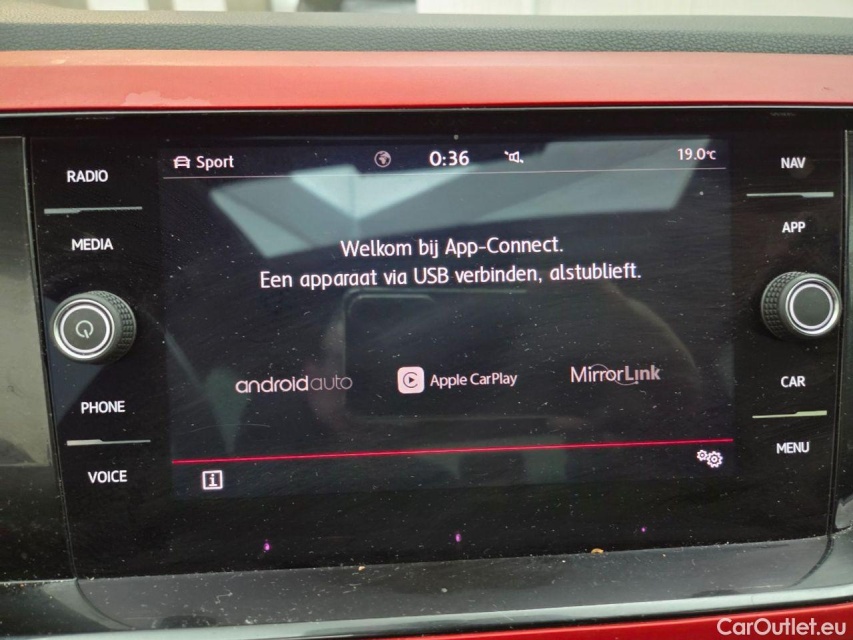 RADIO
MEDIA
PHONE
VOICE
Sport
0:36
19.0°C
Welkom bij App-Connect.
Een apparaat via USB verbinden, alstublieft.
androidauto
Apple CarPlay
MirrorLink
i
NAV
APP
CAR
MENU
CarOutlet.eu